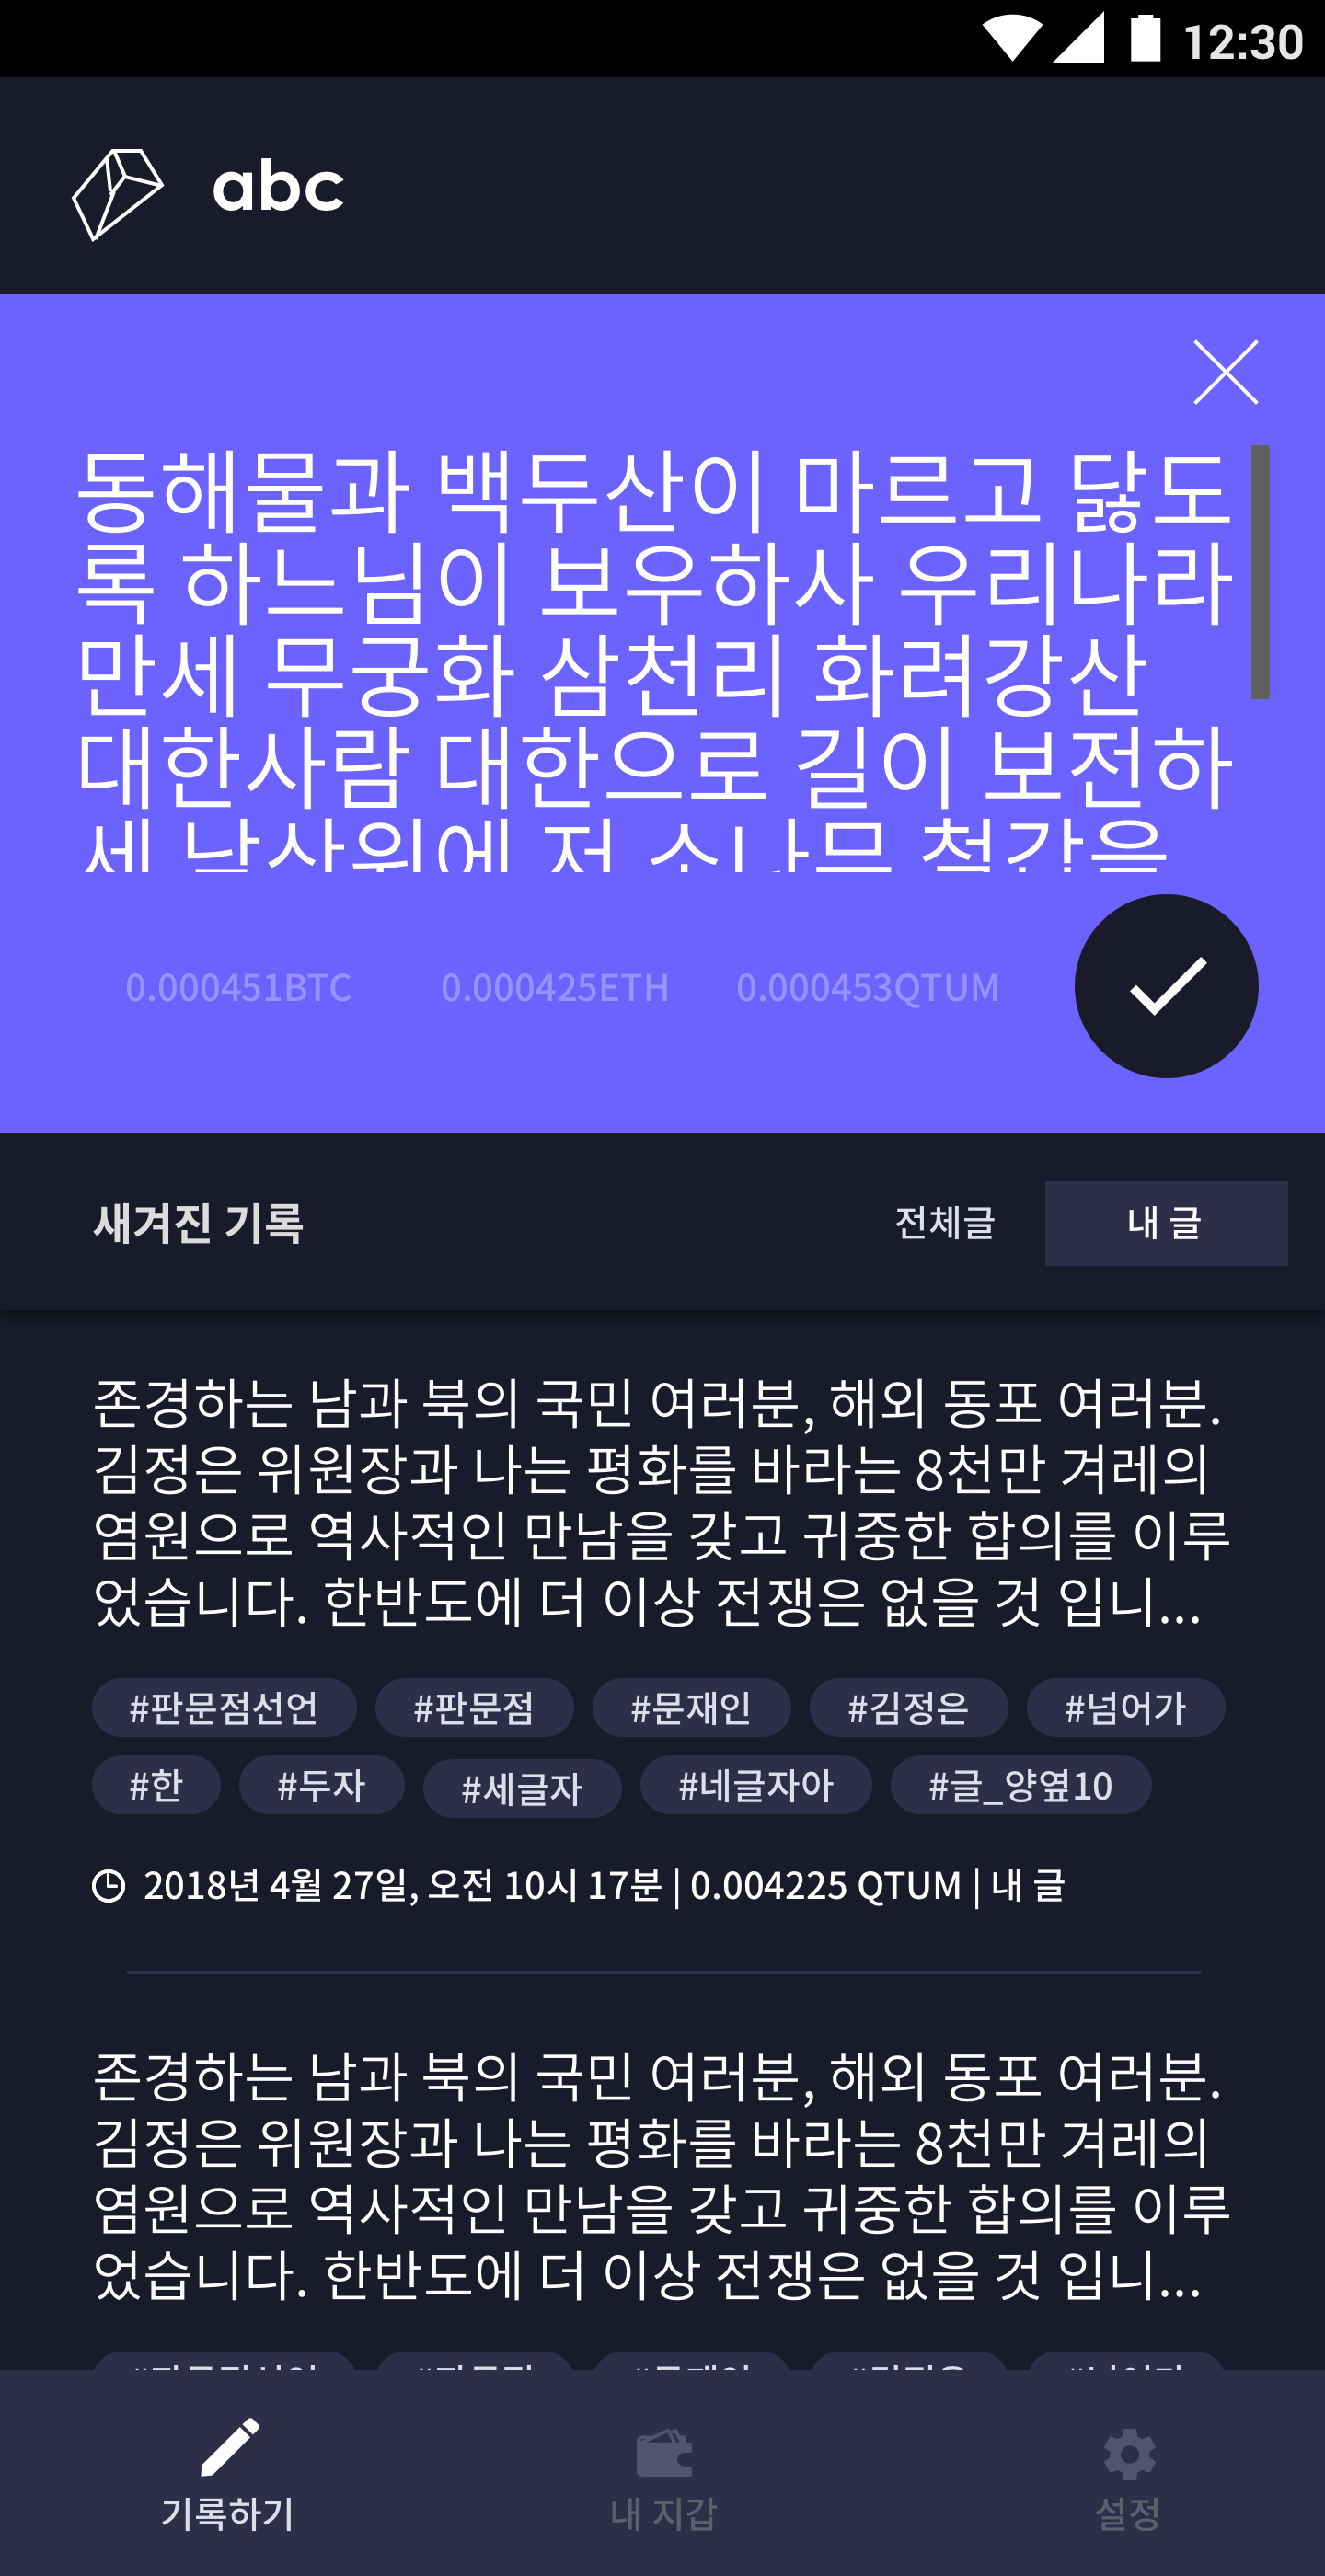 12:30
abc
동해물과 백두산이 마르고 닳도
록 하느님이 보우하사 우리나라
만세 무궁화 삼천리 화려강산
대한사람 대한으로 길이 보전하
세 남산위에 저 소나무 철갑을
0.000451BTC 0.000425ETH 0.000453QTUM
새겨진 기록 전체글 내 글
존경하는 남과 북의 국민 여러분, 해외 동포 여러분.
김정은 위원장과 나는 평화를 바라는 8천만 겨레의
염원으로 역사적인 만남을 갖고 귀중한 합의를 이루
었습니다. 한반도에 더 이상 전쟁은 없을 것 입니...
#판문점선언 #판문점 #문재인 #김정은 #넘어가
#한 #두자 #세글자 #네글자아 #글_양옆10
2018년 4월 27일, 오전 10시 17분 | 0.004225 QTUM | 내 글
존경하는 남과 북의 국민 여러분, 해외 동포 여러분.
김정은 위원장과 나는 평화를 바라는 8천만 겨레의
염원으로 역사적인 만남을 갖고 귀중한 합의를 이루
었습니다. 한반도에 더 이상 전쟁은 없을 것 입니...
기록하기 내 지갑 설정